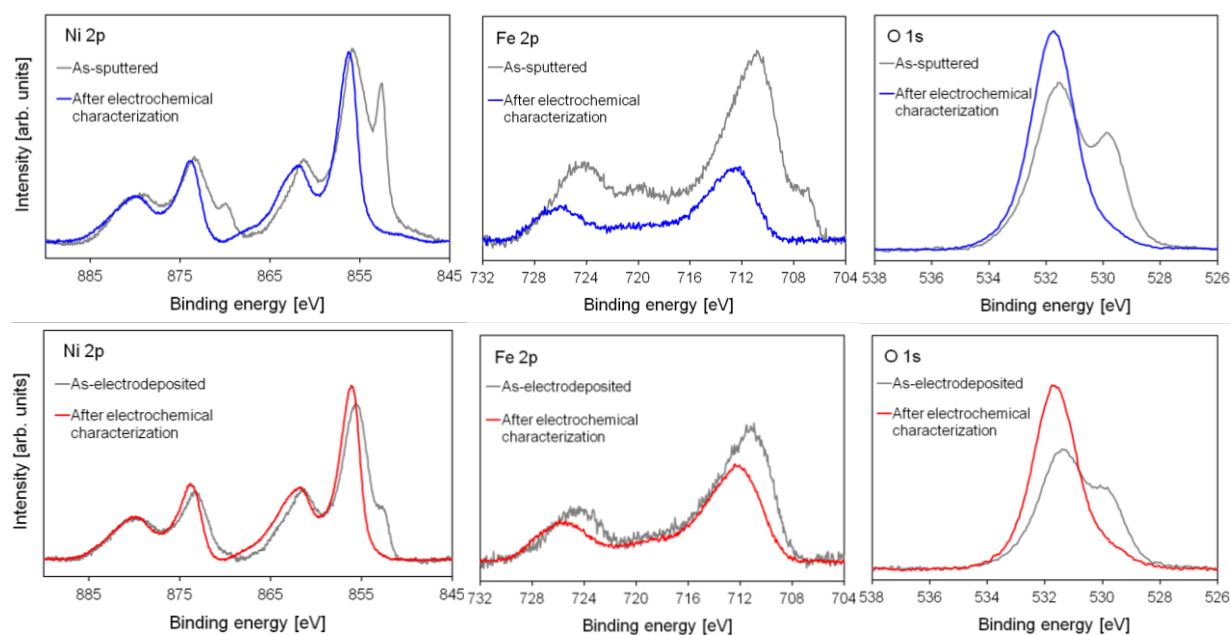 Ni 2p
As-sputtered
After electrochemical
characterization
Intensity [arb. units]
885
875
865
855
845
Binding energy [eV]
Fe 2p
As-sputtered
After electrochemical
characterization
732
728
724
720
716
712
708
704
Binding energy [eV]
O 1s
As-sputtered
After electrochemical
characterization
538
536
534
532
530
528
526
Binding energy [eV]
Ni 2p
As-electrodeposited
After electrochemical
characterization
Intensity [arb. units]
885
875
865
855
845
Binding energy [eV]
Fe 2p
As-electrodeposited
After electrochemical
characterization
732
728
724
720
716
712
708
704
Binding energy [eV]
O 1s
As-electrodeposited
After electrochemical
characterization
538
536
534
532
530
528
526
Binding energy [eV]